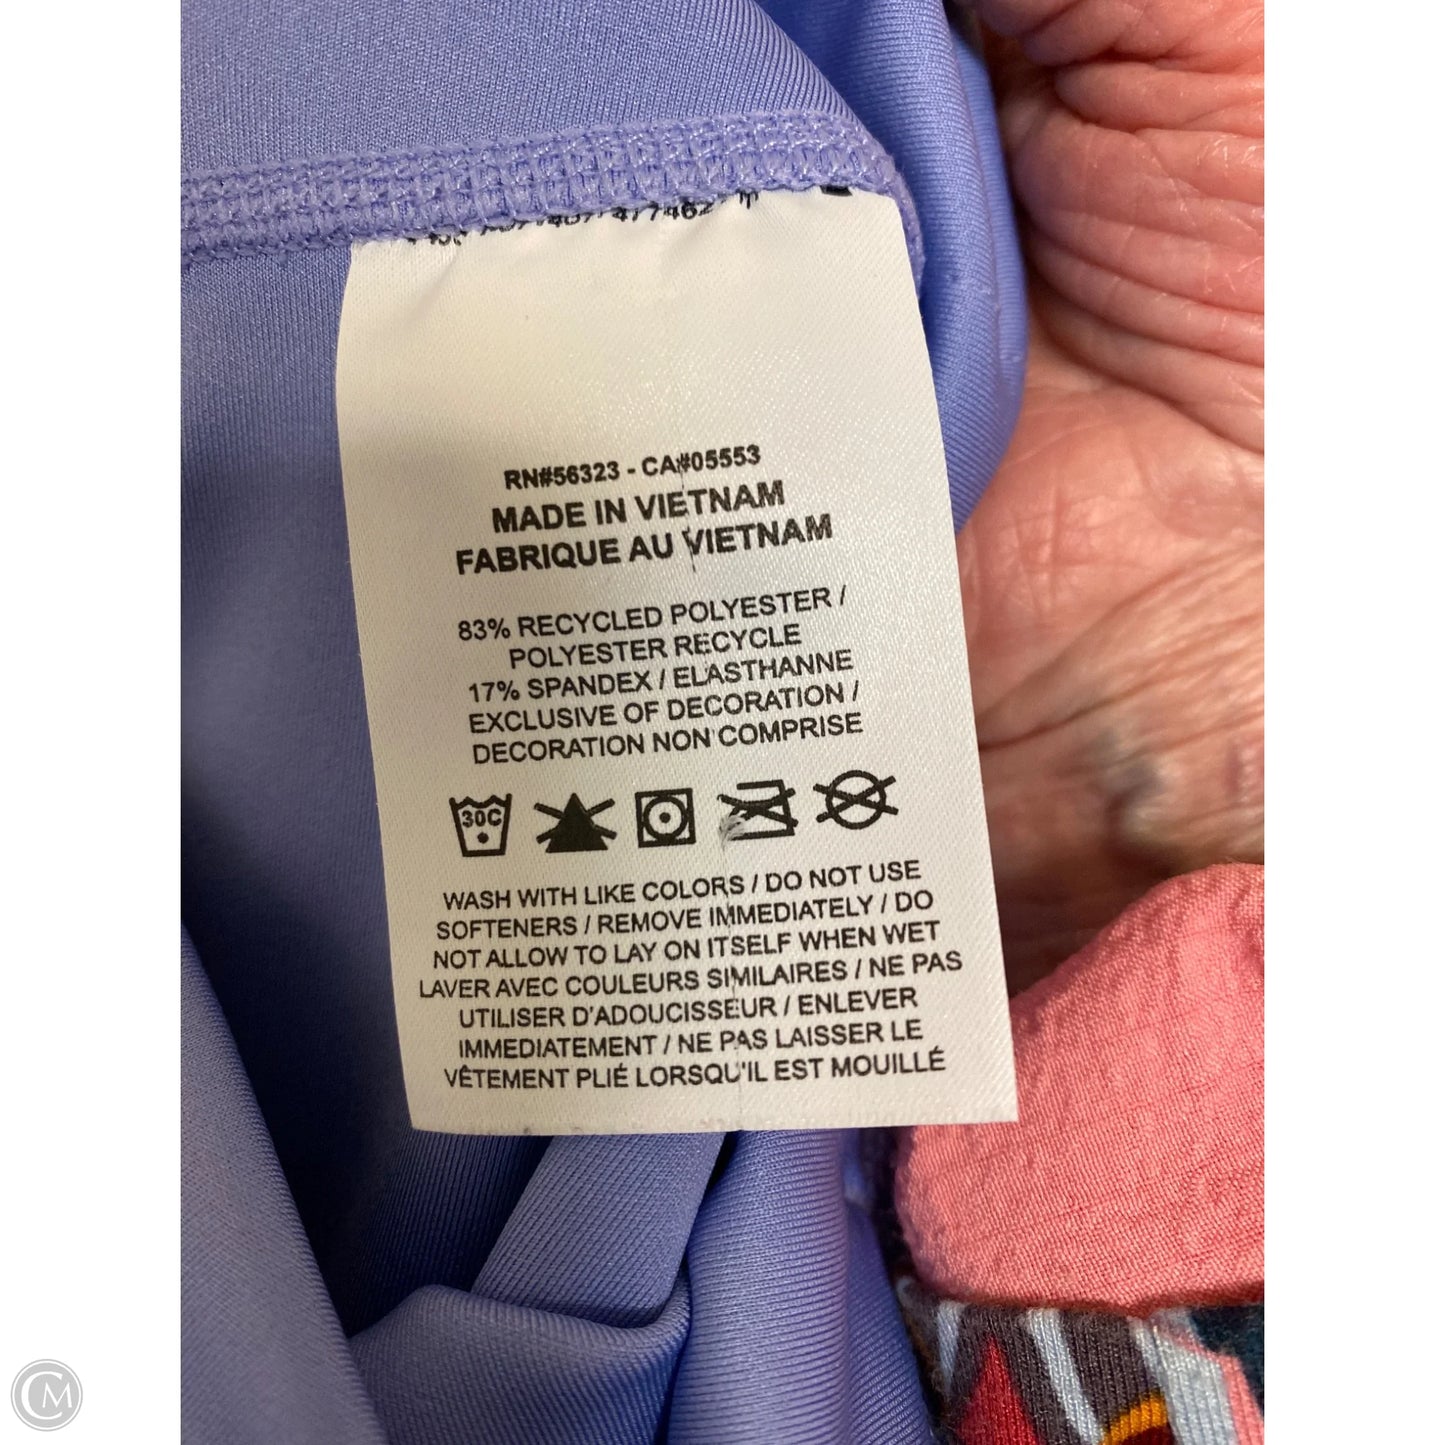 RN#56323 - CA#05553
MADE IN VIETNAM
FABRIQUE AU VIETNAM
83% RECYCLED POLYESTER /
POLYESTER RECYCLE
17% SPANDEX / ELASTHANNE
EXCLUSIVE OF DECORATION /
DECORATION NON COMPRISE
30C
WASH WITH LIKE COLORS / DO NOT USE
SOFTENERS / REMOVE IMMEDIATELY / DO
NOT ALLOW TO LAY ON ITSELF WHEN WET
LAVER AVEC COULEURS SIMILAIRES / NE PAS
UTILISER D'ADOUCISSEUR / ENLEVER
IMMEDIATEMENT / NE PAS LAISSER LE
VÊTEMENT PLIÉ LORSQU'IL EST MOUILLÉ
CM